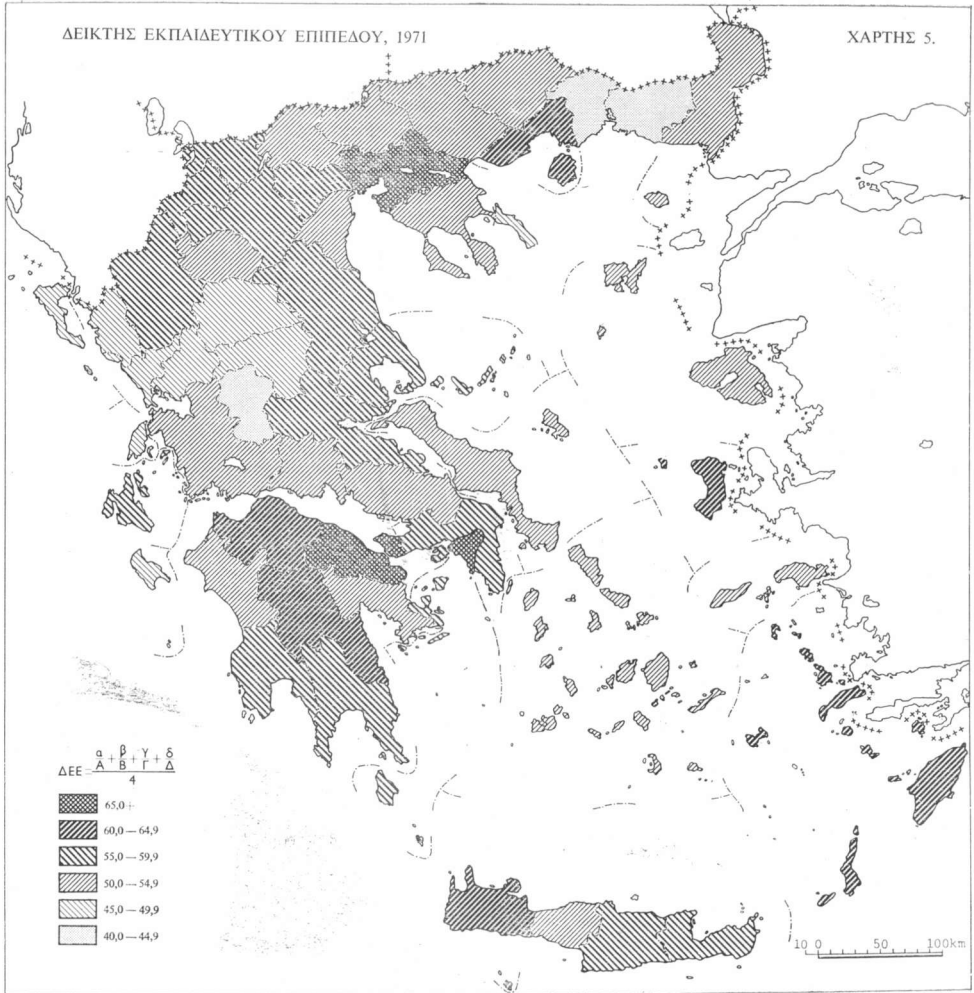 ΔΕΙΚΤΗΣ ΕΚΠΑΙΔΕΥΤΙΚΟΥ ΕΠΙΠΕΔΟΥ, 1971
ΧΑΡΤΗΣ 5.
ΔΕΕ = α/Α + β/Β + γ/Γ + δ/Δ
4
65,0+
60,0 — 64,9
55,0 — 59,9
50,0 — 54,9
45,0 — 49,9
40,0 — 44,9
10 0 50 100km